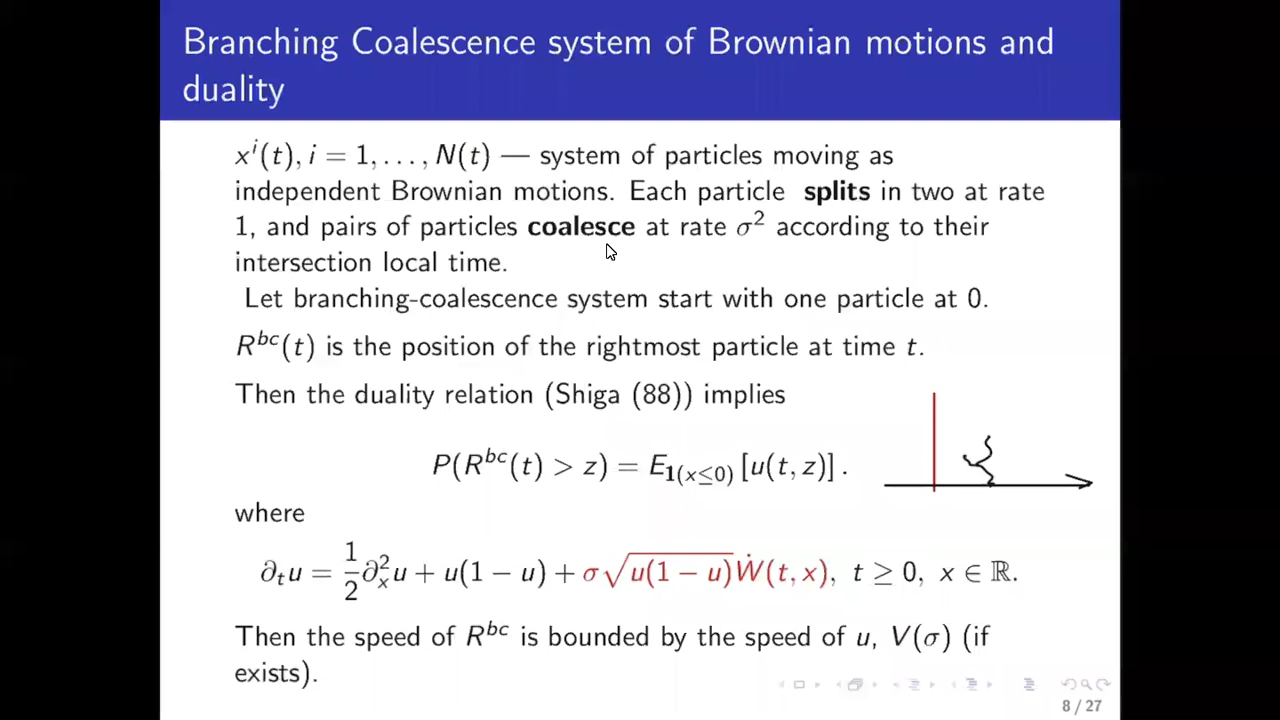 Branching Coalescence system of Brownian motions and
duality
xⁱ(t), i = 1, . . . , N(t) — system of particles moving as
independent Brownian motions. Each particle splits in two at rate
1, and pairs of particles coalesce at rate σ² according to their
intersection local time.
Let branching-coalescence system start with one particle at 0.
R^{bc}(t) is the position of the rightmost particle at time t.
Then the duality relation (Shiga (88)) implies
P(R^{bc}(t) > z) = E_{1(x≤0)} [u(t, z)] .
where
∂ₜu = 1/2 ∂ₓ²u + u(1 − u) + σ√(u(1 − u))Ẇ(t, x), t ≥ 0, x ∈ ℝ.
Then the speed of R^{bc} is bounded by the speed of u, V(σ) (if
exists).
8 / 27